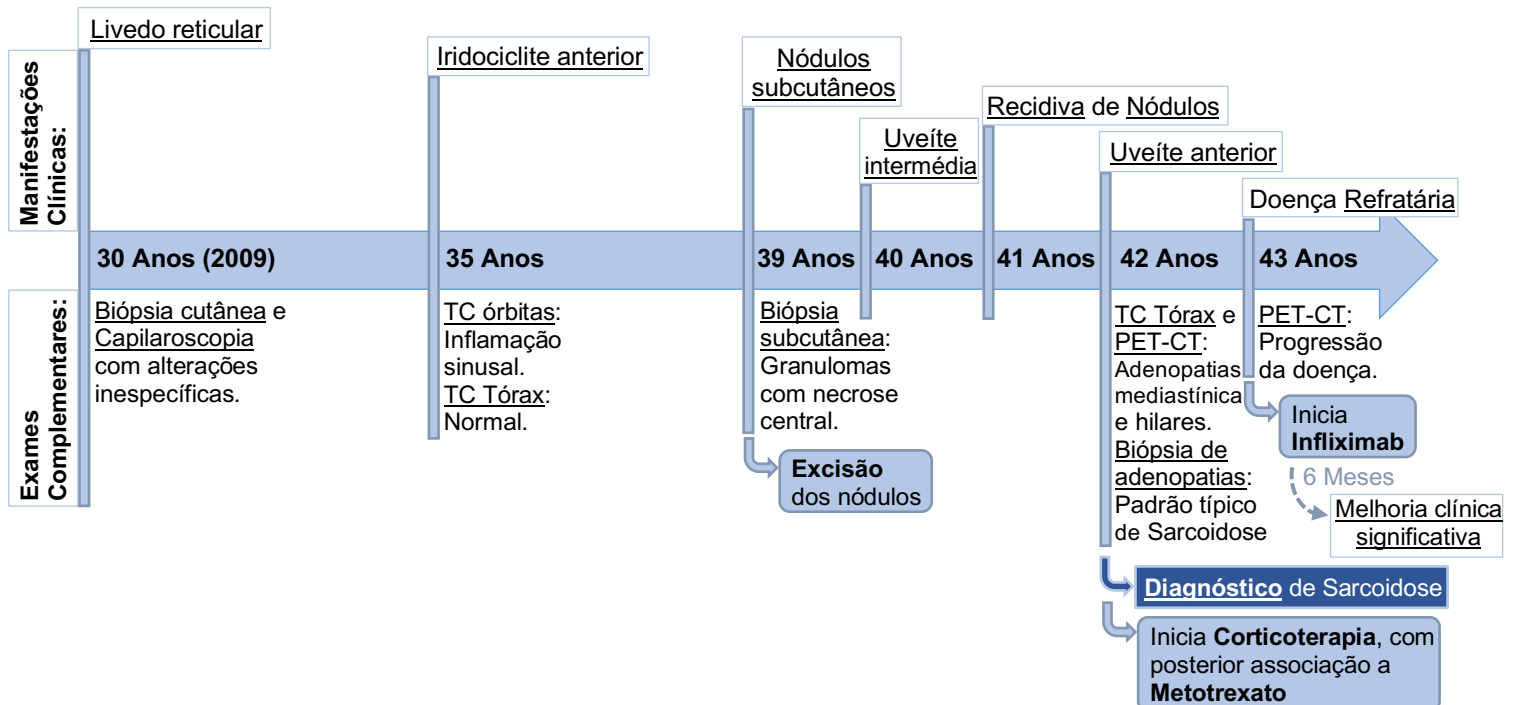 Manifestações
Clínicas:
Livedo reticular
Iridociclite anterior
Nódulos
subcutâneos
Uveíte
intermédia
Recidiva de Nódulos
Uveíte anterior
Doença Refratária
30 Anos (2009)
35 Anos
39 Anos
40 Anos
41 Anos
42 Anos
43 Anos
Exames
Complementares:
Biópsia cutânea e
Capilaroscopia
com alterações
inespecíficas.
TC órbitas:
Inflamação
sinusal.
TC Tórax:
Normal.
Biópsia
subcutânea:
Granulomas
com necrose
central.
Excisão
dos nódulos
TC Tórax e
PET-CT:
Adenopatias
mediastínica
e hilares.
Biópsia de
adenopatias:
Padrão típico
de Sarcoidose
Diagnóstico de Sarcoidose
Inicia Corticoterapia, com
posterior associação a
Metotrexato
PET-CT:
Progressão
da doença.
Inicia
Infliximab
6 Meses
Melhoria clínica
significativa